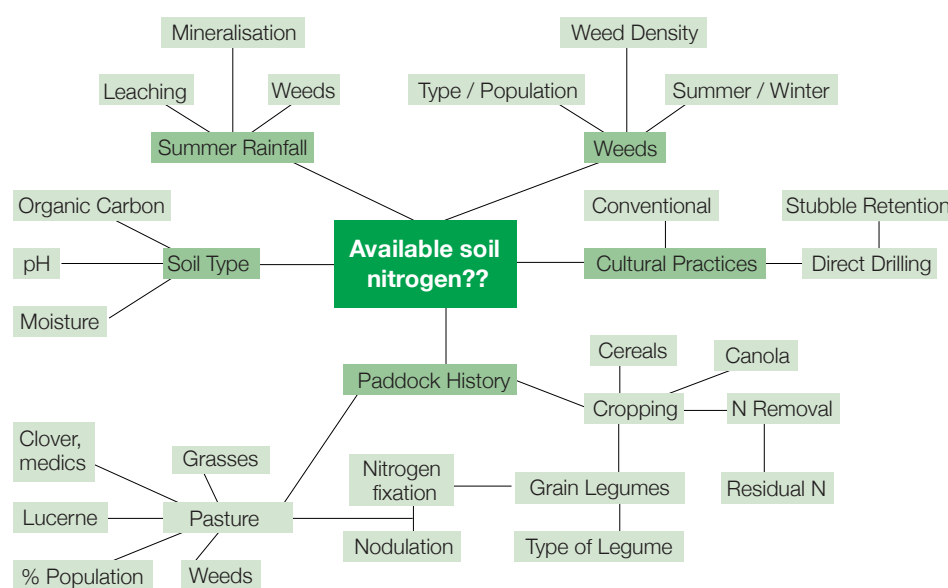 Mineralisation
Weed Density
Leaching
Weeds
Type / Population
Summer / Winter
Summer Rainfall
Weeds
Organic Carbon
Conventional
Stubble Retention
Available soil
nitrogen??
pH
Soil Type
Cultural Practices
Direct Drilling
Moisture
Cereals
Canola
Paddock History
Cropping
N Removal
Clover,
medics
Grasses
Nitrogen
fixation
Grain Legumes
Residual N
Lucerne
Pasture
Nodulation
Type of Legume
% Population
Weeds